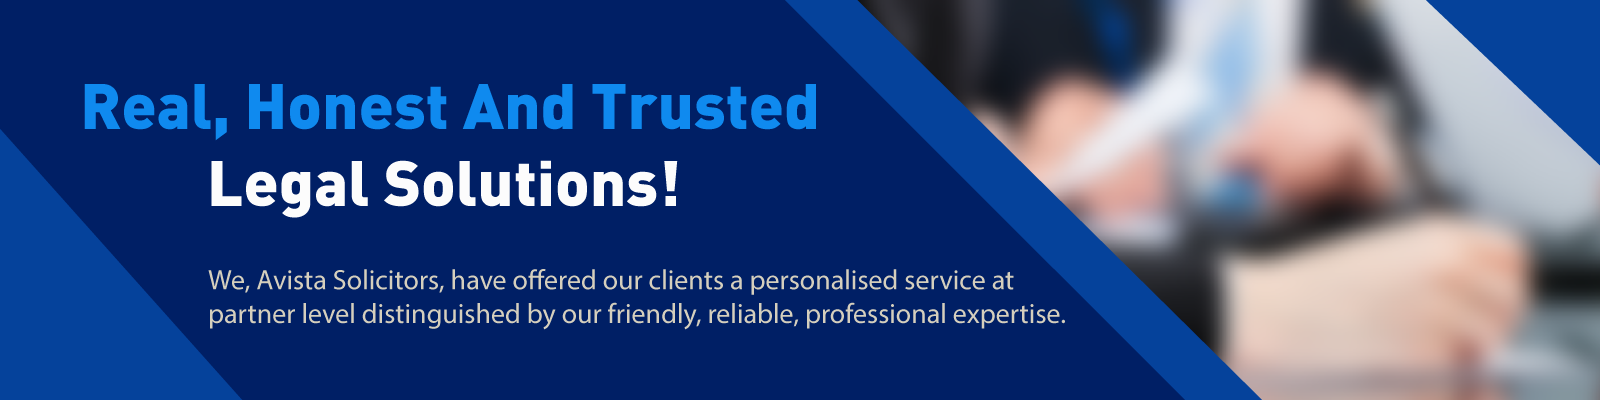 Real, Honest And Trusted
Legal Solutions!
We, Avista Solicitors, have offered our clients a personalised service at
partner level distinguished by our friendly, reliable, professional expertise.